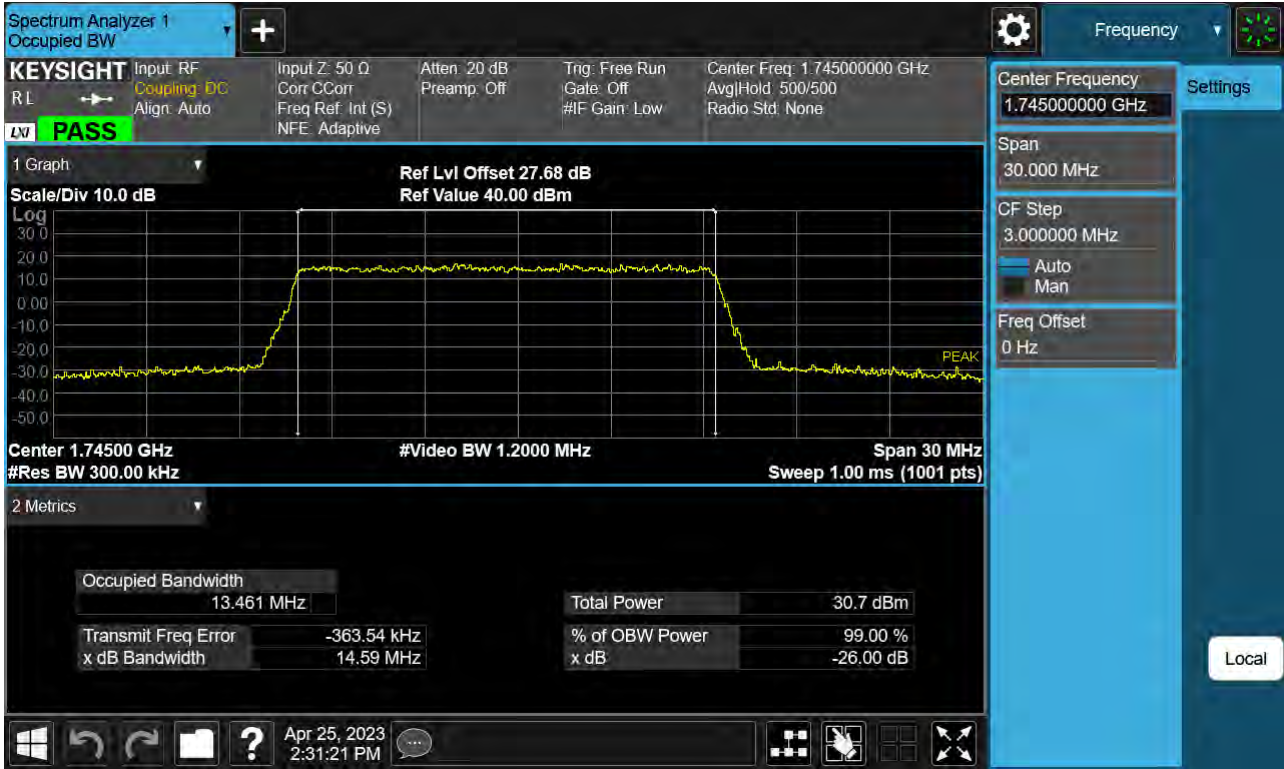 Spectrum Analyzer 1
Occupied BW
+
Frequency
KEYSIGHT
RL
LXI PASS
Input: RF
Coupling: DC
Align: Auto
Input Z: 50 Ω
Corr CCorr
Freq Ref: Int (S)
NFE: Adaptive
Atten: 20 dB
Preamp: Off
Trig: Free Run
Gate: Off
#IF Gain: Low
Center Freq: 1.745000000 GHz
Avg|Hold: 500/500
Radio Std: None
1 Graph
Scale/Div 10.0 dB
Ref Lvl Offset 27.68 dB
Ref Value 40.00 dBm
Log
30.0
20.0
10.0
0.00
-10.0
-20.0
-30.0
-40.0
-50.0
PEAK
Center 1.74500 GHz
#Video BW 1.2000 MHz
Span 30 MHz
#Res BW 300.00 kHz
Sweep 1.00 ms (1001 pts)
2 Metrics
Occupied Bandwidth
13.461 MHz
Total Power 30.7 dBm
Transmit Freq Error -363.54 kHz
% of OBW Power 99.00 %
x dB Bandwidth 14.59 MHz
x dB -26.00 dB
Center Frequency
1.745000000 GHz
Settings
Span
30.000 MHz
CF Step
3.000000 MHz
Auto
Man
Freq Offset
0 Hz
Local
?
Apr 25, 2023
2:31:21 PM